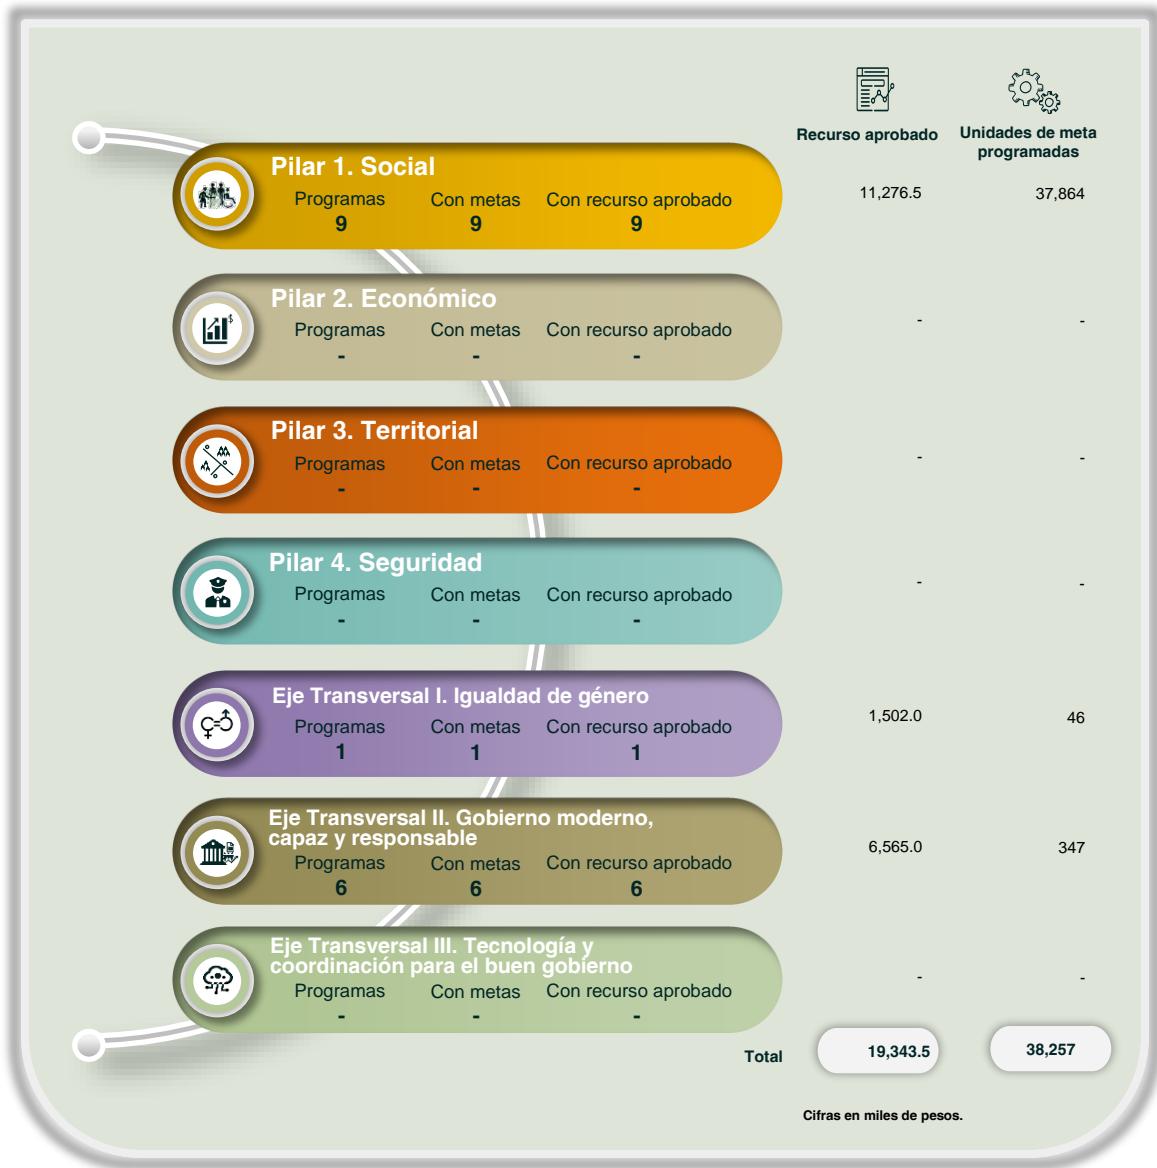 Recurso aprobado
Unidades de meta
programadas
Pilar 1. Social
Programas Con metas Con recurso aprobado
9 9 9
11,276.5 37,864
Pilar 2. Económico
Programas Con metas Con recurso aprobado
- - -
- -
Pilar 3. Territorial
Programas Con metas Con recurso aprobado
- - -
- -
Pilar 4. Seguridad
Programas Con metas Con recurso aprobado
- - -
- -
Eje Transversal I. Igualdad de género
Programas Con metas Con recurso aprobado
1 1 1
1,502.0 46
Eje Transversal II. Gobierno moderno,
capaz y responsable
Programas Con metas Con recurso aprobado
6 6 6
6,565.0 347
Eje Transversal III. Tecnología y
coordinación para el buen gobierno
Programas Con metas Con recurso aprobado
- - -
- -
Total 19,343.5 38,257
Cifras en miles de pesos.